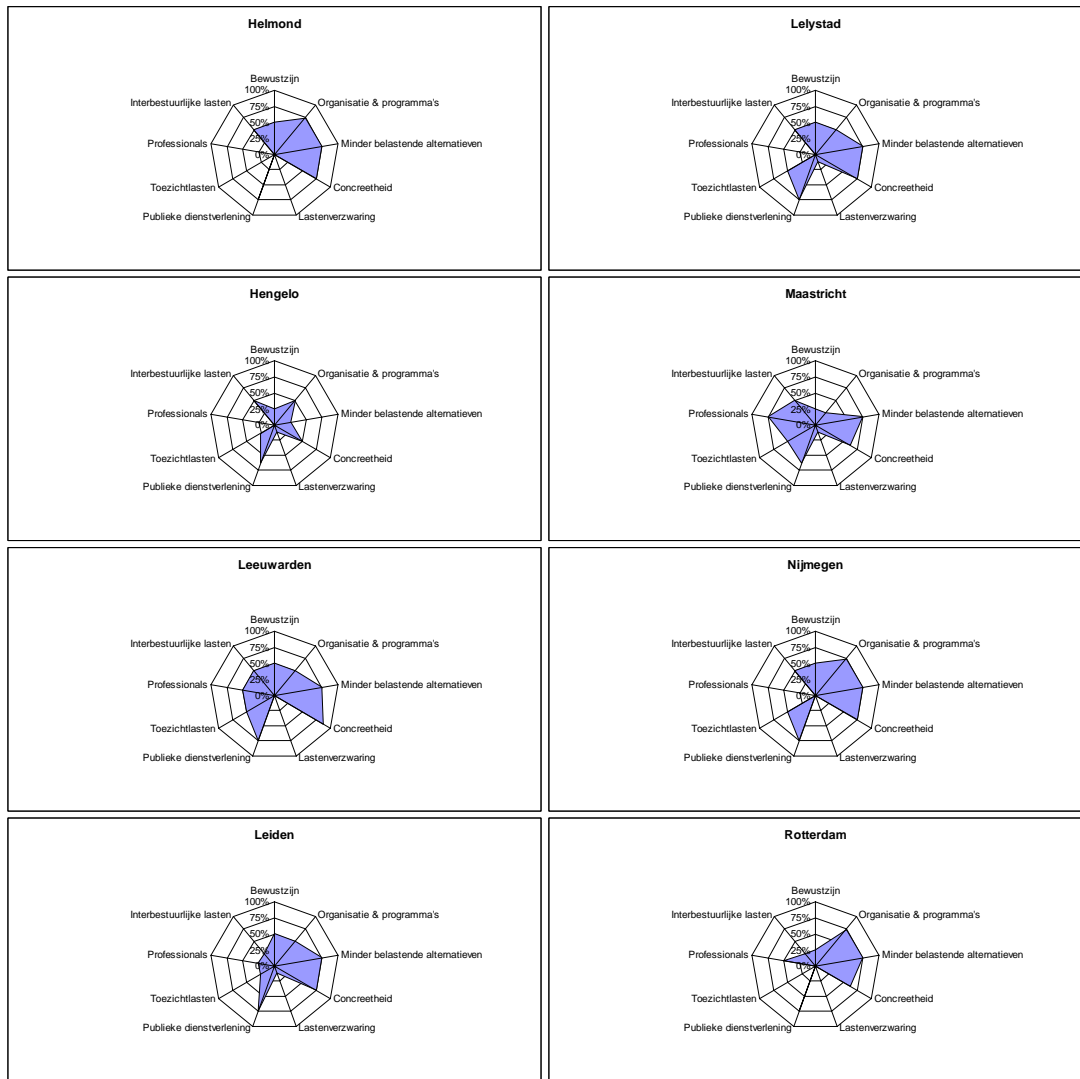 Helmond
Bewustzijn
100%
Interbestuurlijke lasten
Organisatie & programma's
75%
50%
Professionals
Minder belastende alternatieven
25%
0%
Toezichtlasten
Concreetheid
Publieke dienstverlening
Lastenverzwaring
Lelystad
Bewustzijn
100%
Interbestuurlijke lasten
Organisatie & programma's
75%
50%
Professionals
Minder belastende alternatieven
25%
0%
Toezichtlasten
Concreetheid
Publieke dienstverlening
Lastenverzwaring
Hengelo
Bewustzijn
100%
Interbestuurlijke lasten
Organisatie & programma's
75%
50%
Professionals
Minder belastende alternatieven
25%
0%
Toezichtlasten
Concreetheid
Publieke dienstverlening
Lastenverzwaring
Maastricht
Bewustzijn
100%
Interbestuurlijke lasten
Organisatie & programma's
75%
50%
Professionals
Minder belastende alternatieven
25%
0%
Toezichtlasten
Concreetheid
Publieke dienstverlening
Lastenverzwaring
Leeuwarden
Bewustzijn
100%
Interbestuurlijke lasten
Organisatie & programma's
75%
50%
Professionals
Minder belastende alternatieven
25%
0%
Toezichtlasten
Concreetheid
Publieke dienstverlening
Lastenverzwaring
Nijmegen
Bewustzijn
100%
Interbestuurlijke lasten
Organisatie & programma's
75%
50%
Professionals
Minder belastende alternatieven
25%
0%
Toezichtlasten
Concreetheid
Publieke dienstverlening
Lastenverzwaring
Leiden
Bewustzijn
100%
Interbestuurlijke lasten
Organisatie & programma's
75%
50%
Professionals
Minder belastende alternatieven
25%
0%
Toezichtlasten
Concreetheid
Publieke dienstverlening
Lastenverzwaring
Rotterdam
Bewustzijn
100%
Interbestuurlijke lasten
Organisatie & programma's
75%
50%
Professionals
Minder belastende alternatieven
25%
0%
Toezichtlasten
Concreetheid
Publieke dienstverlening
Lastenverzwaring